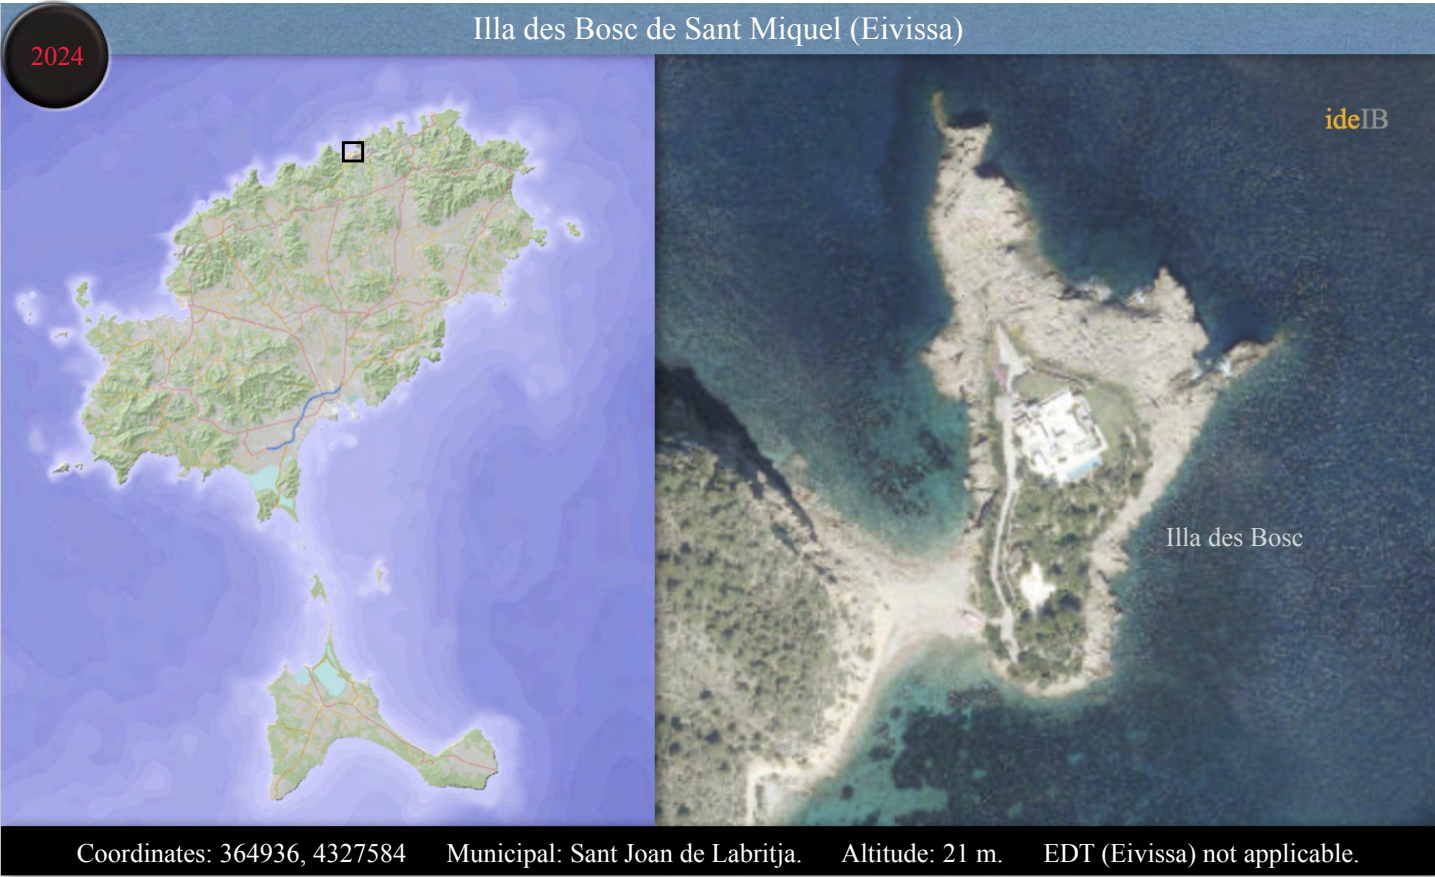 Illa des Bosc de Sant Miquel (Eivissa)
2024
ideIB
Illa des Bosc
Coordinates: 364936, 4327584 Municipal: Sant Joan de Labritja. Altitude: 21 m. EDT (Eivissa) not applicable.